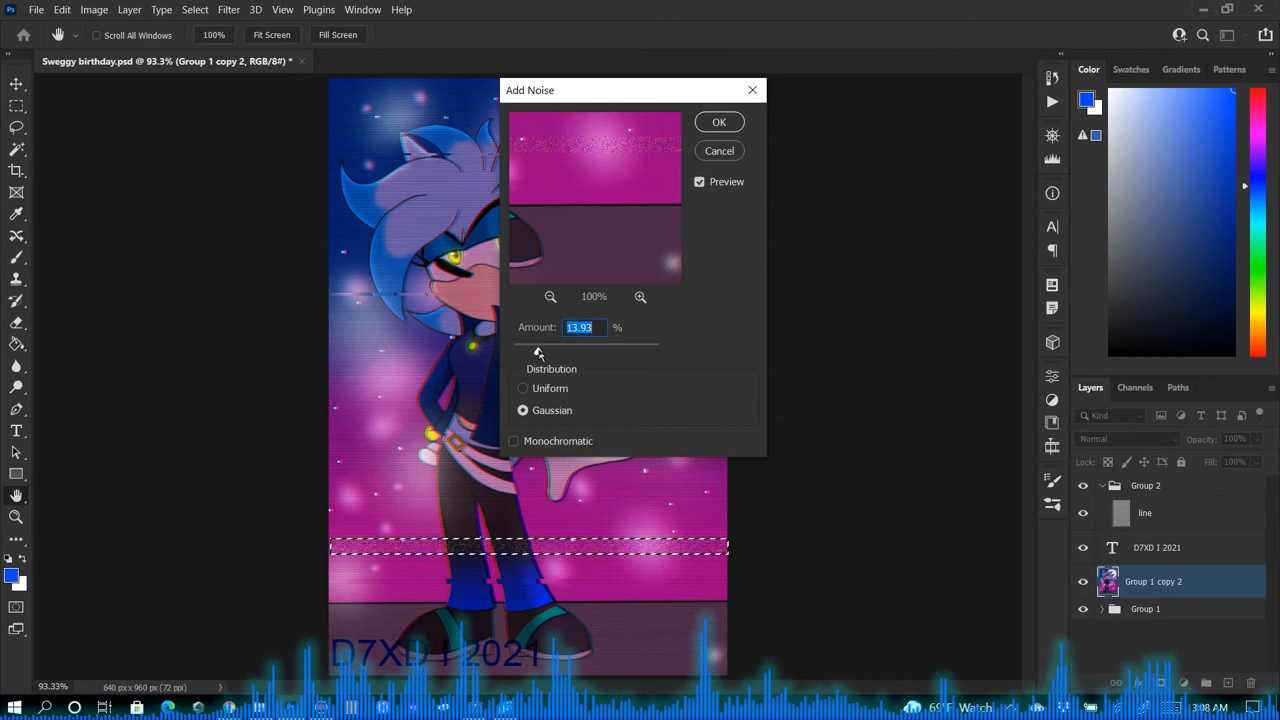 Ps File Edit Image Layer Type Select Filter 3D View Plugins Window Help
Scroll All Windows 100% Fit Screen Fill Screen
Sweggy birthday.psd @ 93.3% (Group 1 copy 2, RGB/8#) *
Add Noise
OK
Cancel
Preview
100%
Amount: 13.93 %
Distribution
Uniform
Gaussian
Monochromatic
D7XD I 2021
93.33% 640 px x 960 px (72 ppi)
Color Swatches Gradients Patterns
Layers Channels Paths
Kind
Normal Opacity: 100%
Lock: Fill: 100%
Group 2
line
D7XD I 2021
Group 1 copy 2
Group 1
69°F Watch 3:08 AM